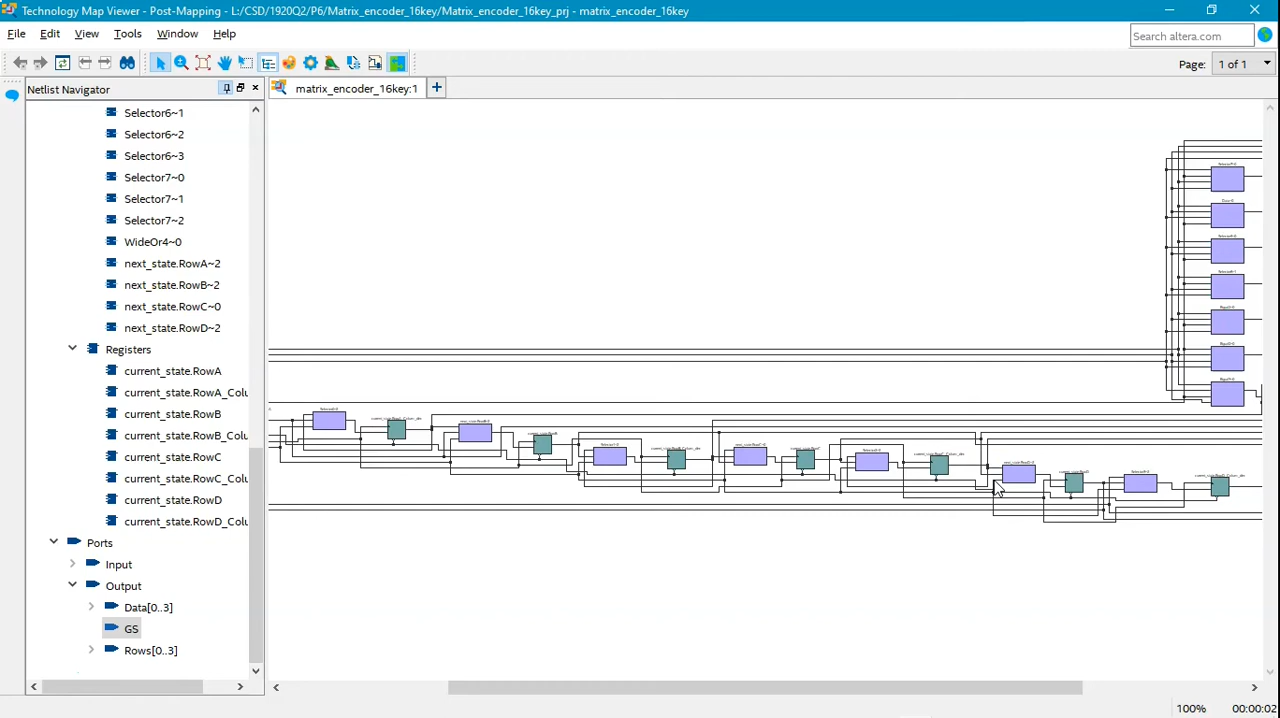 Technology Map Viewer - Post-Mapping - L:/CSD/1920Q2/P6/Matrix_encoder_16key/Matrix_encoder_16key_prj - matrix_encoder_16key
File Edit View Tools Window Help
Search altera.com
Page: 1 of 1
Netlist Navigator
matrix_encoder_16key:1
Selector6~1
Selector6~2
Selector6~3
Selector7~0
Selector7~1
Selector7~2
WideOr4~0
next_state.RowA~2
next_state.RowB~2
next_state.RowC~0
next_state.RowD~2
Registers
current_state.RowA
current_state.RowA_Colu
current_state.RowB
current_state.RowB_Colu
current_state.RowC
current_state.RowC_Colu
current_state.RowD
current_state.RowD_Colu
Ports
Input
Output
Data[0..3]
GS
Rows[0..3]
100% 00:00:02